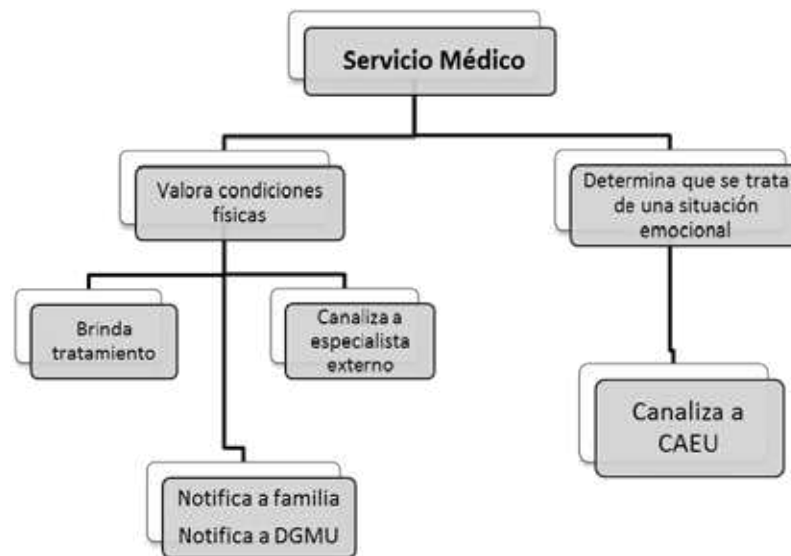 Servicio Médico
Valora condiciones
físicas
Determina que se trata
de una situación
emocional
Brinda
tratamiento
Canaliza a
especialista
externo
Canaliza a
CAEU
Notifica a familia
Notifica a DGMU